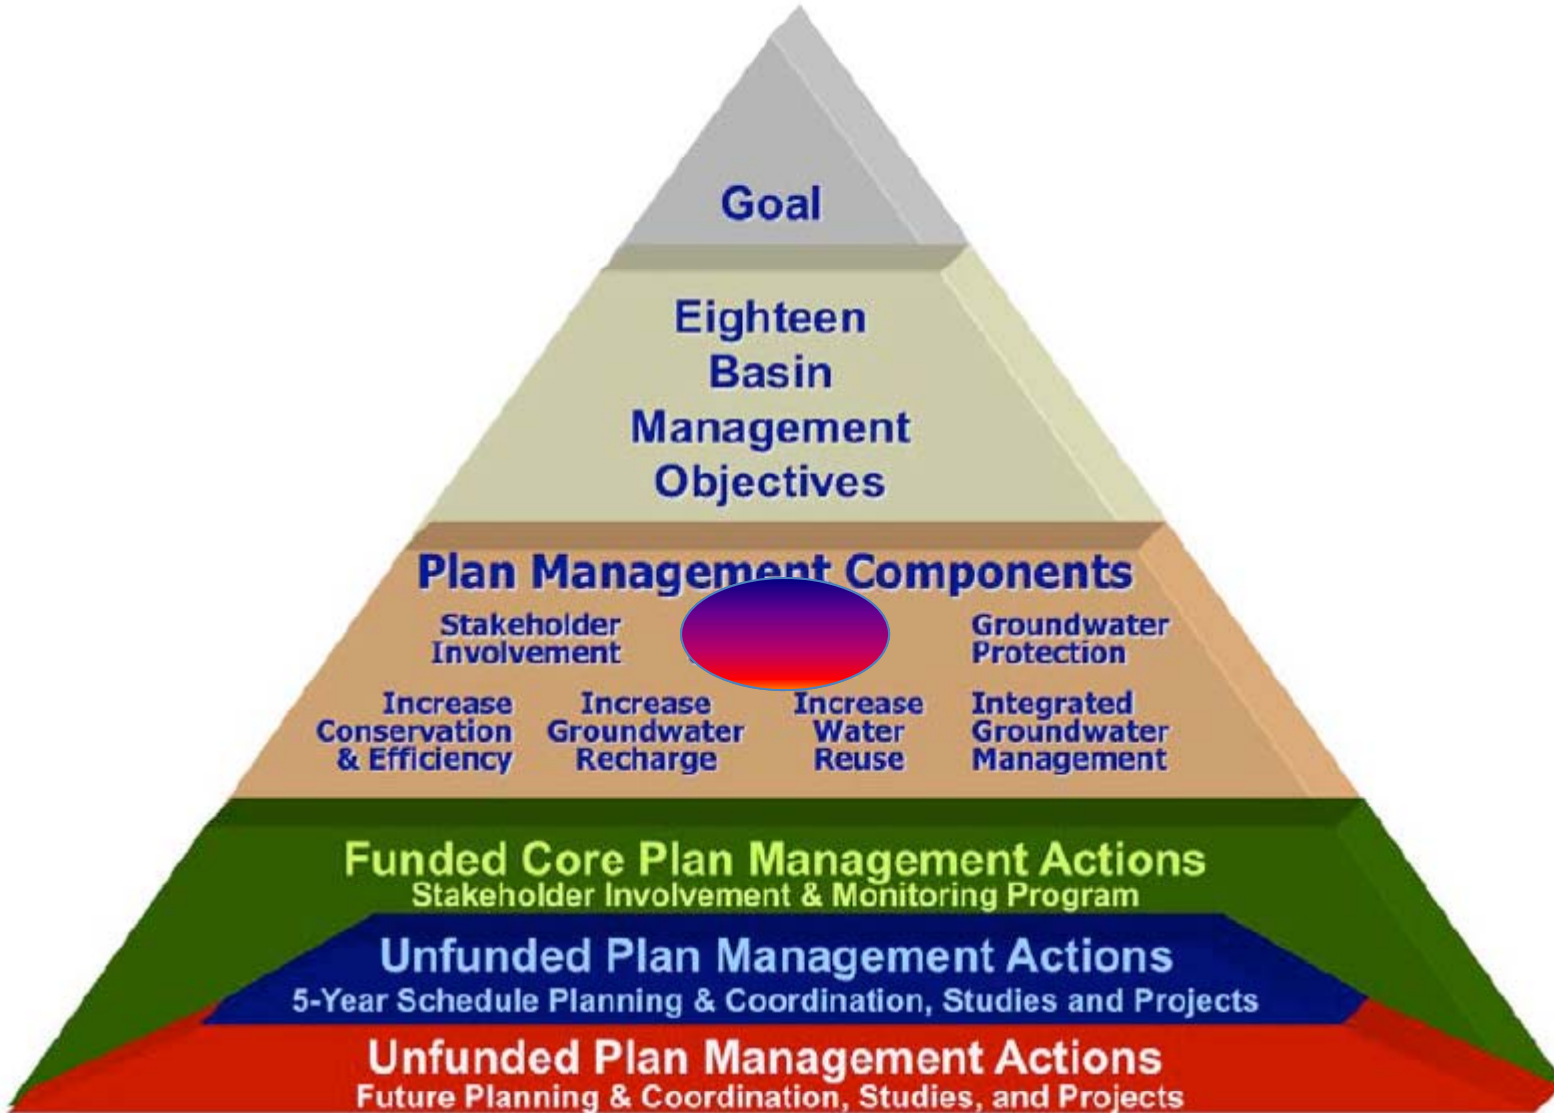 Goal
Eighteen
Basin
Management
Objectives
Plan Management Components
Stakeholder
Involvement
Groundwater
Protection
Increase
Conservation
& Efficiency
Increase
Groundwater
Recharge
Increase
Water
Reuse
Integrated
Groundwater
Management
Funded Core Plan Management Actions
Stakeholder Involvement & Monitoring Program
Unfunded Plan Management Actions
5-Year Schedule Planning & Coordination, Studies and Projects
Unfunded Plan Management Actions
Future Planning & Coordination, Studies, and Projects